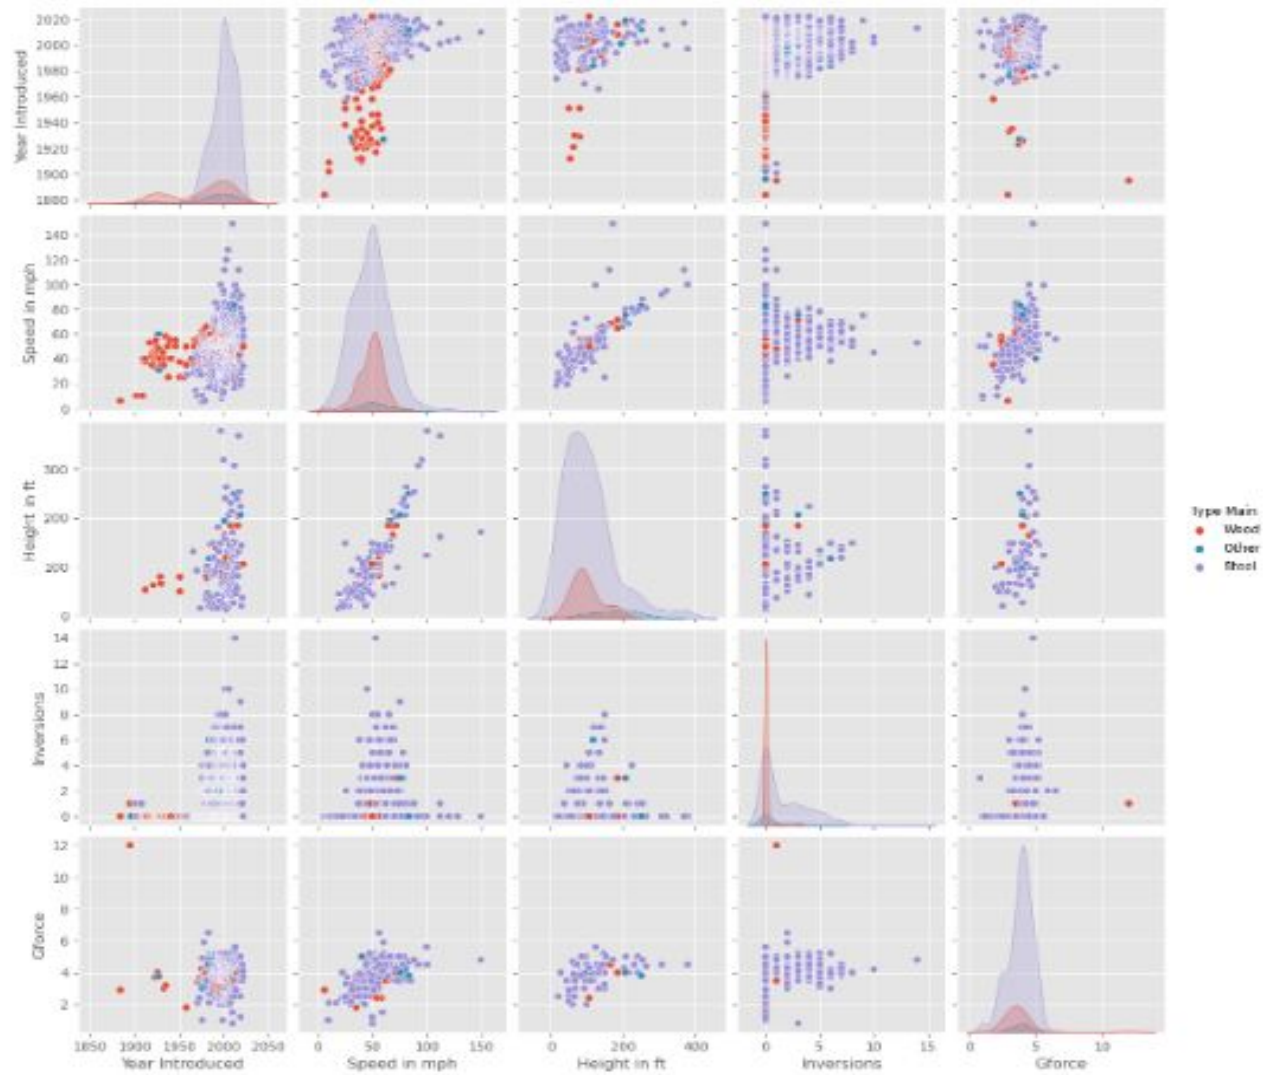 2020
2000
1980
1960
1940
1920
1900
1880
Year Introduced
140
120
100
80
60
40
20
0
Speed in mph
300
200
200
0
Height in ft
14
12
10
8
6
4
2
0
Inversions
12
10
8
6
4
2
Gforce
1850 1900 1950 2000 2050
Year Introduced
0 50 100 150
Speed in mph
0 200 400
Height in ft
0 5 10 15
Inversions
0 5 10
Gforce
Type Main
Wood
Other
Steel